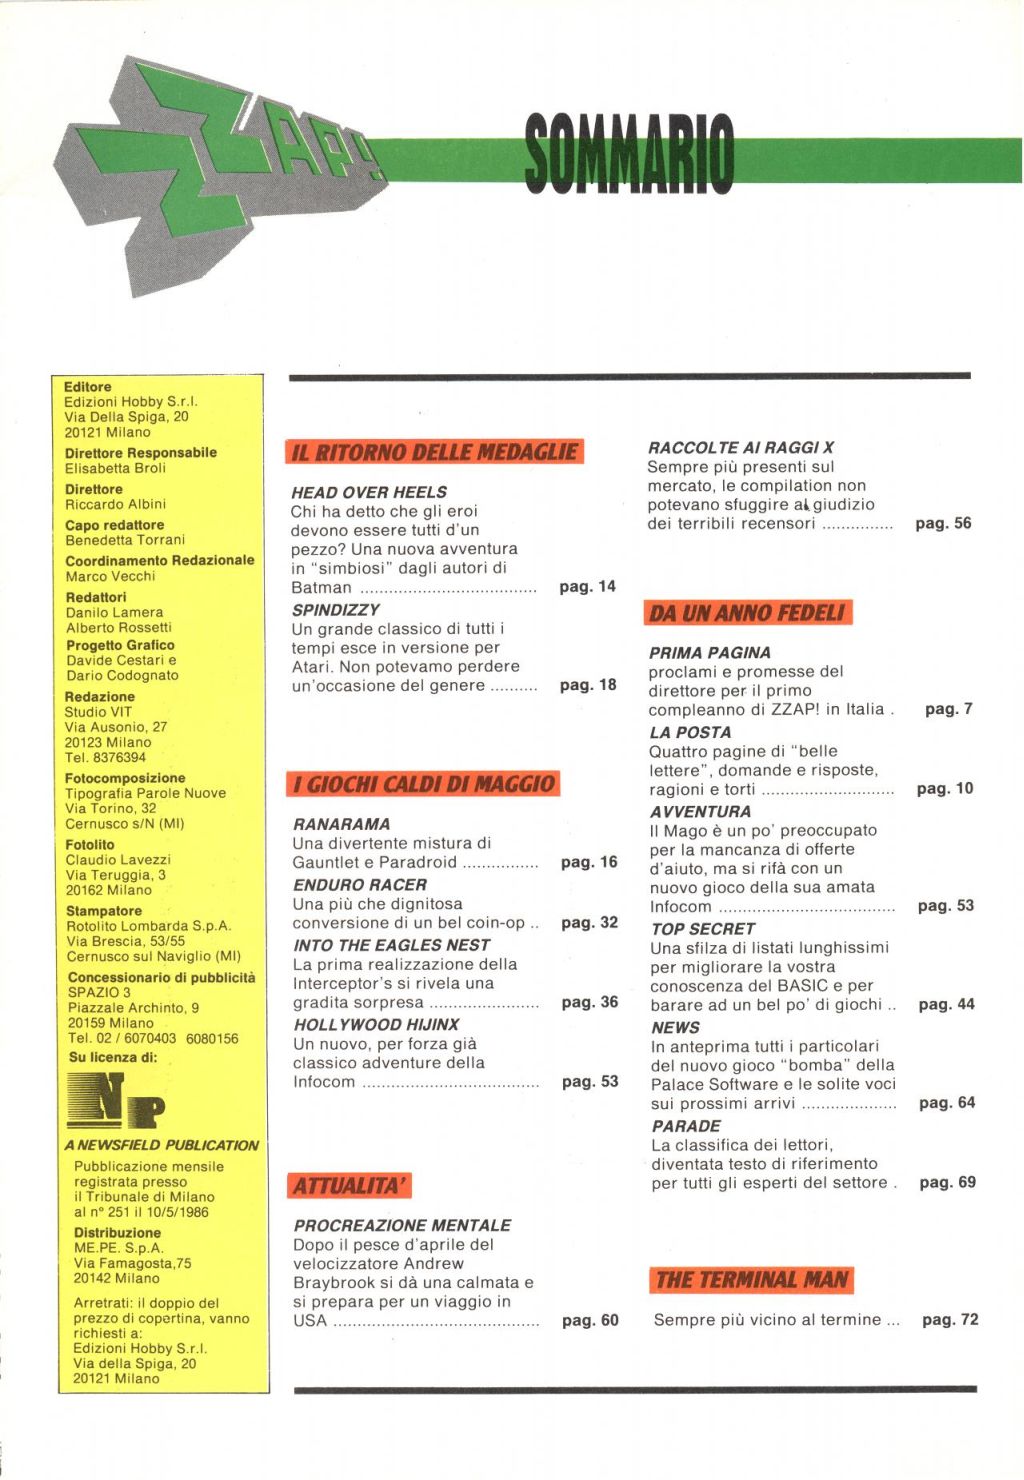 ZZAP!
SOMMARIO
Editore
Edizioni Hobby S.r.l.
Via Della Spiga, 20
20121 Milano
Direttore Responsabile
Elisabetta Broli
Direttore
Riccardo Albini
Capo redattore
Benedetta Torrani
Coordinamento Redazionale
Marco Vecchi
Redattori
Danilo Lamera
Alberto Rossetti
Progetto Grafico
Davide Cestari e
Dario Codognato
Redazione
Studio VIT
Via Ausonio, 27
20123 Milano
Tel. 8376394
Fotocomposizione
Tipografia Parole Nuove
Via Torino, 32
Cernusco s/N (MI)
Fotolito
Claudio Lavezzi
Via Teruggia, 3
20162 Milano
Stampatore
Rotolito Lombarda S.p.A.
Via Brescia, 53/55
Cernusco sul Naviglio (MI)
Concessionario di pubblicità
SPAZIO 3
Piazzale Archinto, 9
20159 Milano
Tel. 02 / 6070403 6080156
Su licenza di:
NP
A NEWSFIELD PUBLICATION
Pubblicazione mensile
registrata presso
il Tribunale di Milano
al n° 251 il 10/5/1986
Distribuzione
ME.PE. S.p.A.
Via Famagosta,75
20142 Milano
Arretrati: il doppio del
prezzo di copertina, vanno
richiesti a:
Edizioni Hobby S.r.l.
Via della Spiga, 20
20121 Milano
IL RITORNO DELLE MEDAGLIE
HEAD OVER HEELS
Chi ha detto che gli eroi
devono essere tutti d'un
pezzo? Una nuova avventura
in "simbiosi" dagli autori di
Batman .................................. pag. 14
SPINDIZZY
Un grande classico di tutti i
tempi esce in versione per
Atari. Non potevamo perdere
un'occasione del genere .......... pag. 18
I GIOCHI CALDI DI MAGGIO
RANARAMA
Una divertente mistura di
Gauntlet e Paradroid ................ pag. 16
ENDURO RACER
Una più che dignitosa
conversione di un bel coin-op .. pag. 32
INTO THE EAGLES NEST
La prima realizzazione della
Interceptor's si rivela una
gradita sorpresa ...................... pag. 36
HOLLYWOOD HIJINX
Un nuovo, per forza già
classico adventure della
Infocom .................................. pag. 53
ATTUALITA'
PROCREAZIONE MENTALE
Dopo il pesce d'aprile del
velocizzatore Andrew
Braybrook si dà una calmata e
si prepara per un viaggio in
USA ........................................ pag. 60
RACCOLTE AI RAGGI X
Sempre più presenti sul
mercato, le compilation non
potevano sfuggire al giudizio
dei terribili recensori ............... pag. 56
DA UN ANNO FEDELI
PRIMA PAGINA
proclami e promesse del
direttore per il primo
compleanno di ZZAP! in Italia . pag. 7
LA POSTA
Quattro pagine di "belle
lettere", domande e risposte,
ragioni e torti .......................... pag. 10
AVVENTURA
Il Mago è un po' preoccupato
per la mancanza di offerte
d'aiuto, ma si rifà con un
nuovo gioco della sua amata
Infocom .................................. pag. 53
TOP SECRET
Una sfilza di listati lunghissimi
per migliorare la vostra
conoscenza del BASIC e per
barare ad un bel po' di giochi .. pag. 44
NEWS
In anteprima tutti i particolari
del nuovo gioco "bomba" della
Palace Software e le solite voci
sui prossimi arrivi ................... pag. 64
PARADE
La classifica dei lettori,
diventata testo di riferimento
per tutti gli esperti del settore . pag. 69
THE TERMINAL MAN
Sempre più vicino al termine ... pag. 72